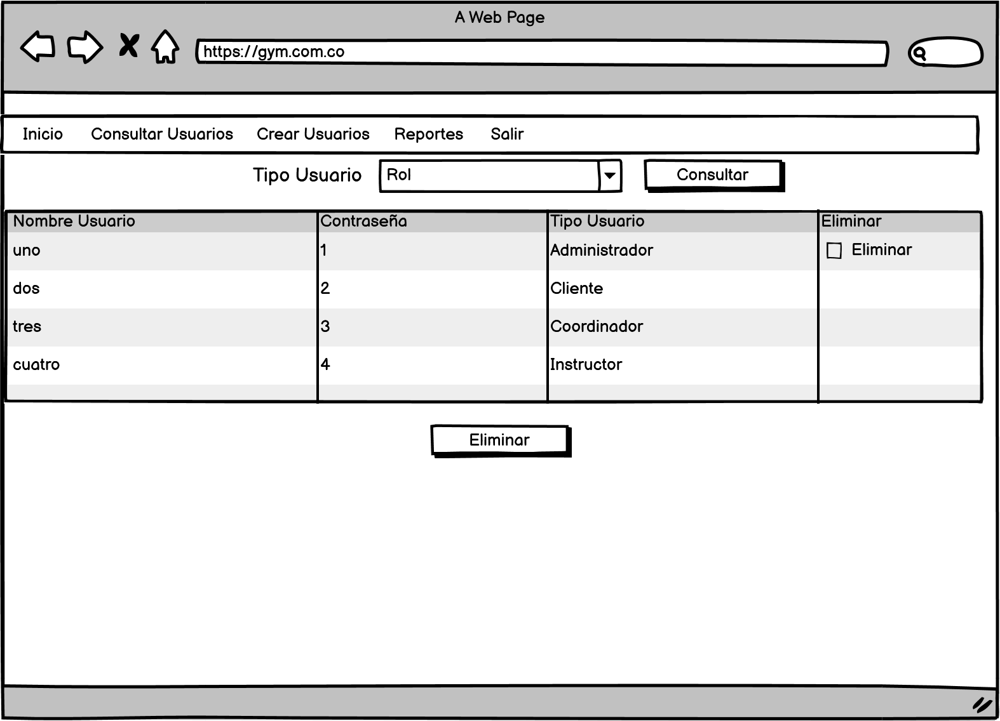 A Web Page
https://gym.com.co
Inicio Consultar Usuarios Crear Usuarios Reportes Salir
Tipo Usuario Rol Consultar
Nombre Usuario Contraseña Tipo Usuario Eliminar
uno 1 Administrador Eliminar
dos 2 Cliente
tres 3 Coordinador
cuatro 4 Instructor
Eliminar